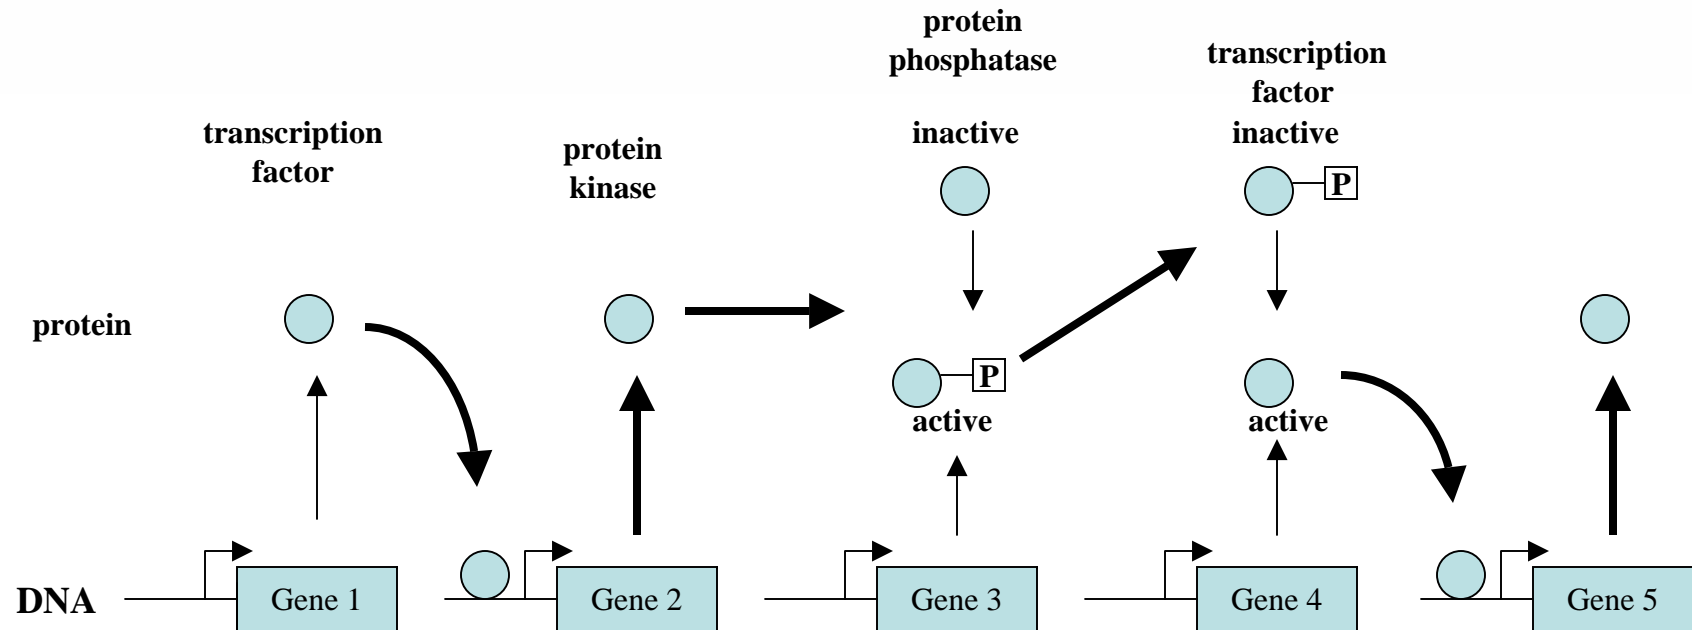 protein
phosphatase
transcription
factor
inactive
inactive
transcription
factor
protein
kinase
P
protein
P
active
active
DNA
Gene 1
Gene 2
Gene 3
Gene 4
Gene 5